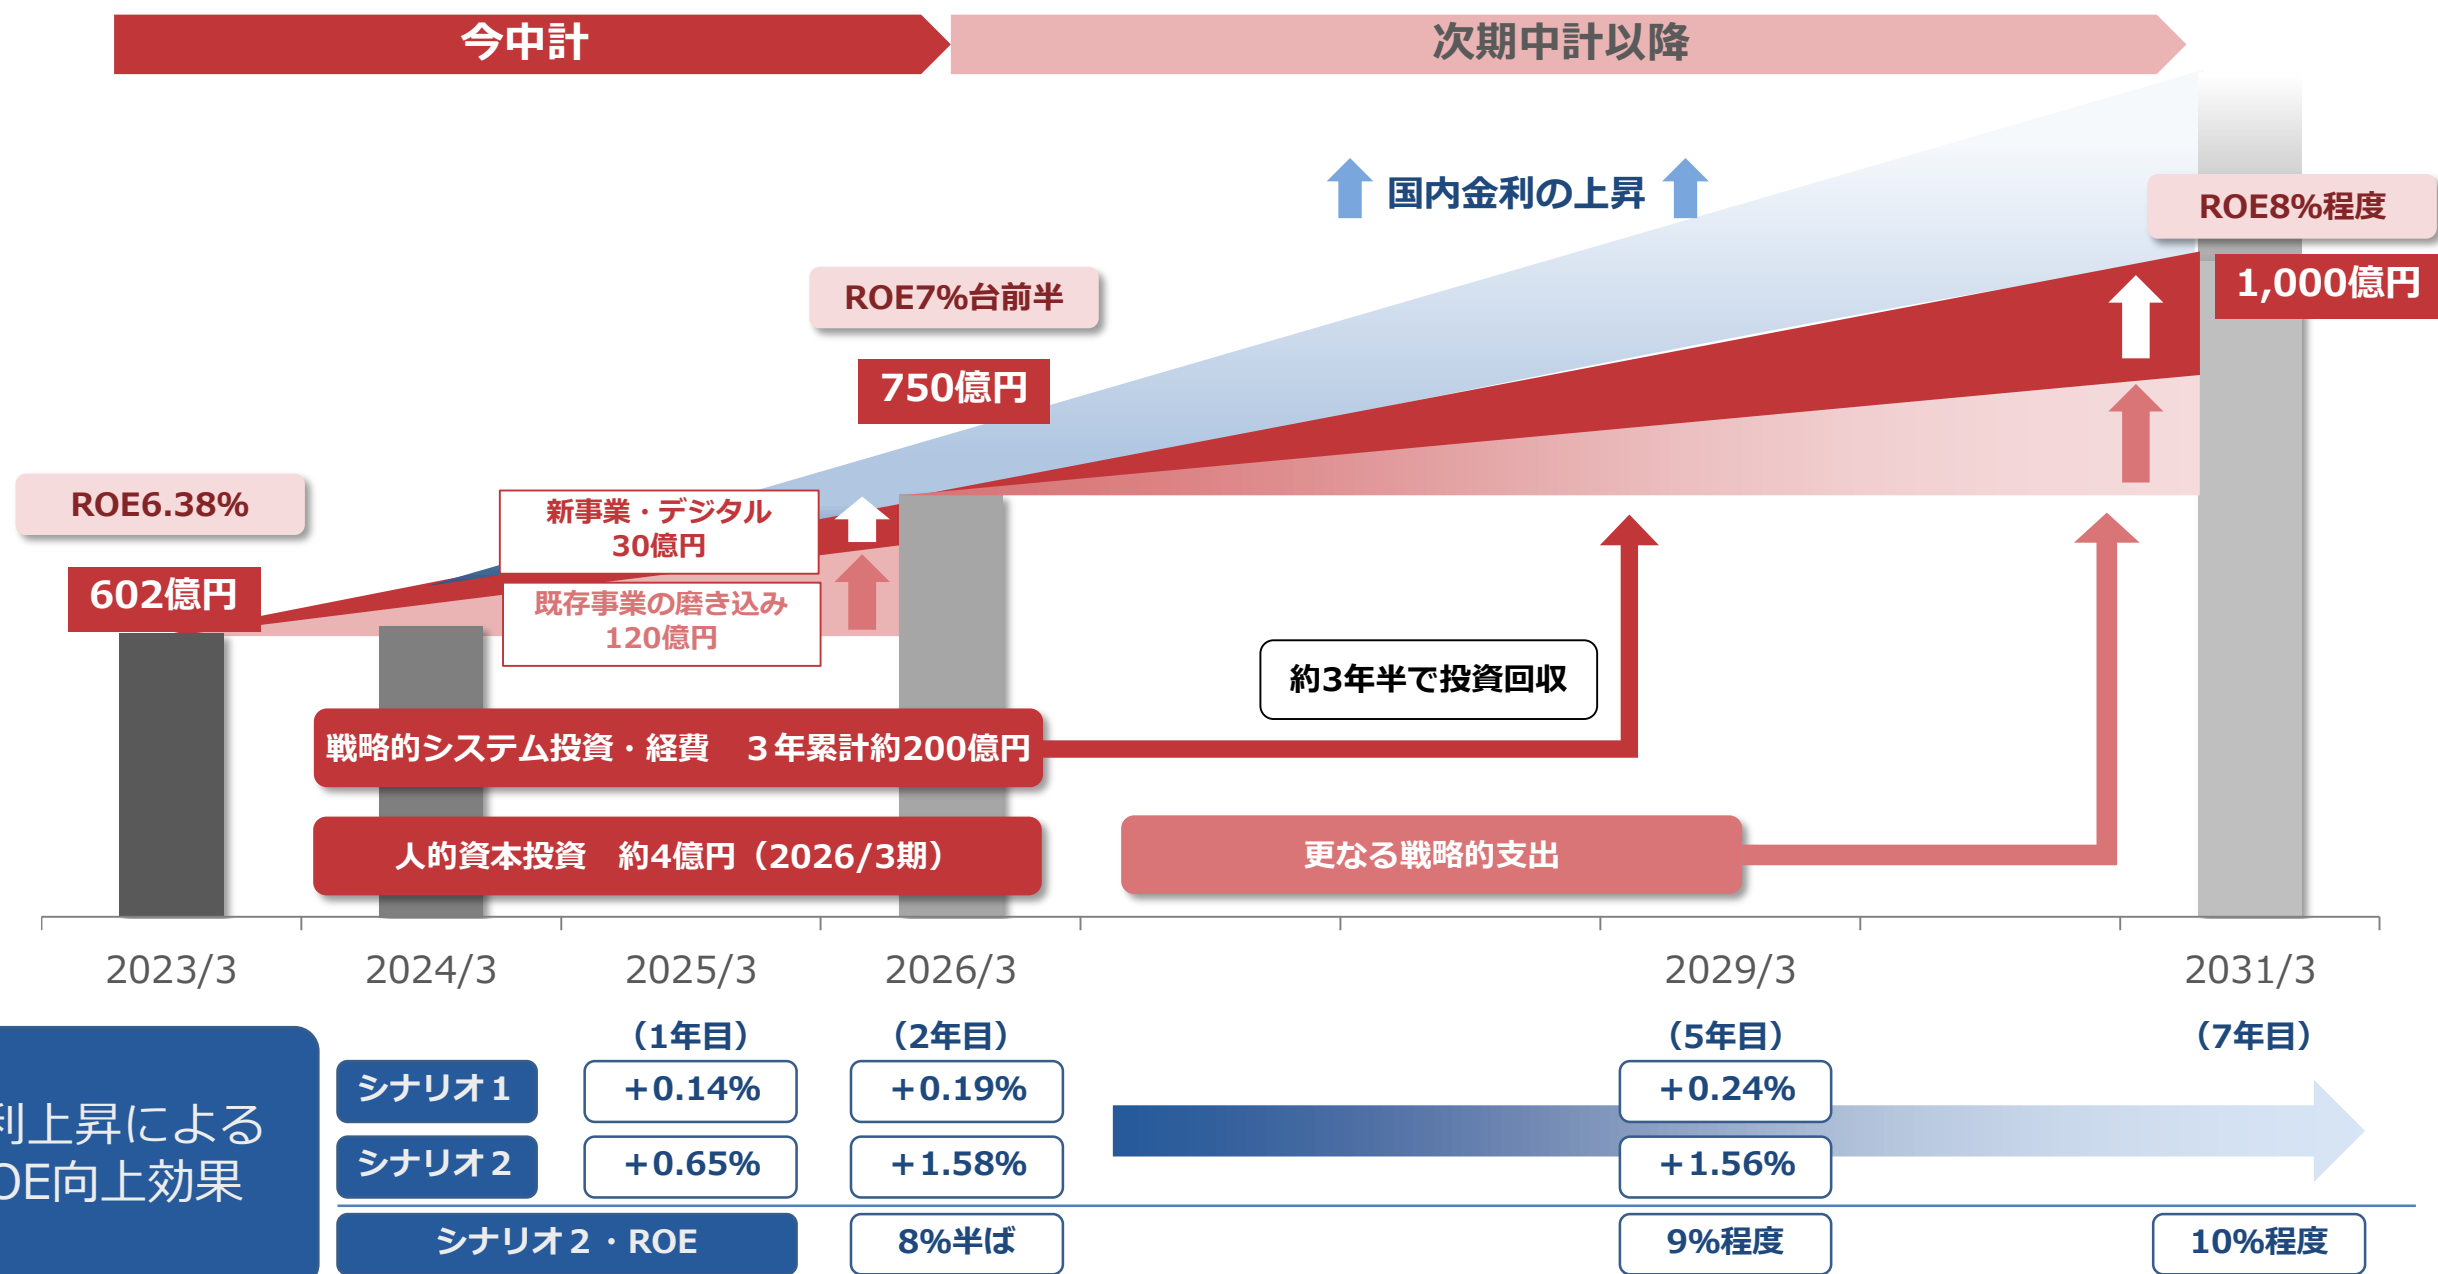 今中計
次期中計以降
国内金利の上昇
ROE8%程度
1,000億円
ROE7%台前半
750億円
ROE6.38%
602億円
新事業・デジタル
30億円
既存事業の磨き込み
120億円
約3年半で投資回収
戦略的システム投資・経費　３年累計約200億円
人的資本投資　約4億円（2026/3期）
更なる戦略的支出
2023/3
2024/3
2025/3
2026/3
2029/3
2031/3
（1年目）
（2年目）
（5年目）
（7年目）
利上昇による
OE向上効果
シナリオ１
＋0.14%
＋0.19%
＋0.24%
シナリオ２
＋0.65%
＋1.58%
＋1.56%
シナリオ２・ROE
8%半ば
9%程度
10%程度